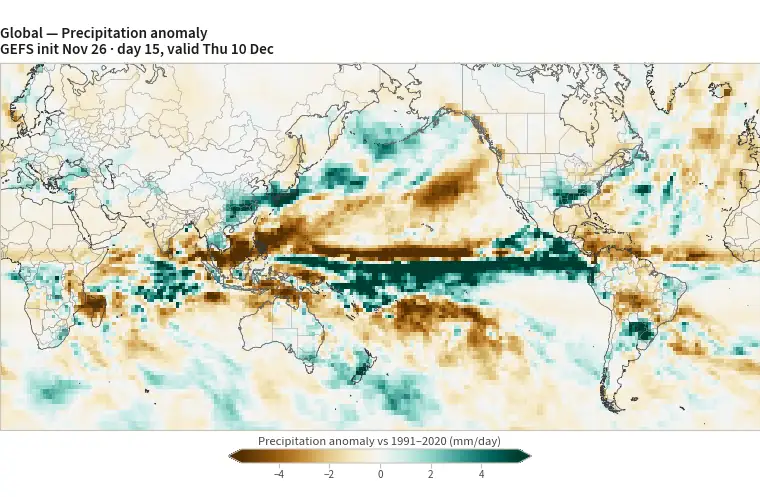 Global — Precipitation anomaly
GEFS init Nov 26 · day 15, valid Thu 10 Dec
Precipitation anomaly vs 1991–2020 (mm/day)
−4 −2 0 2 4